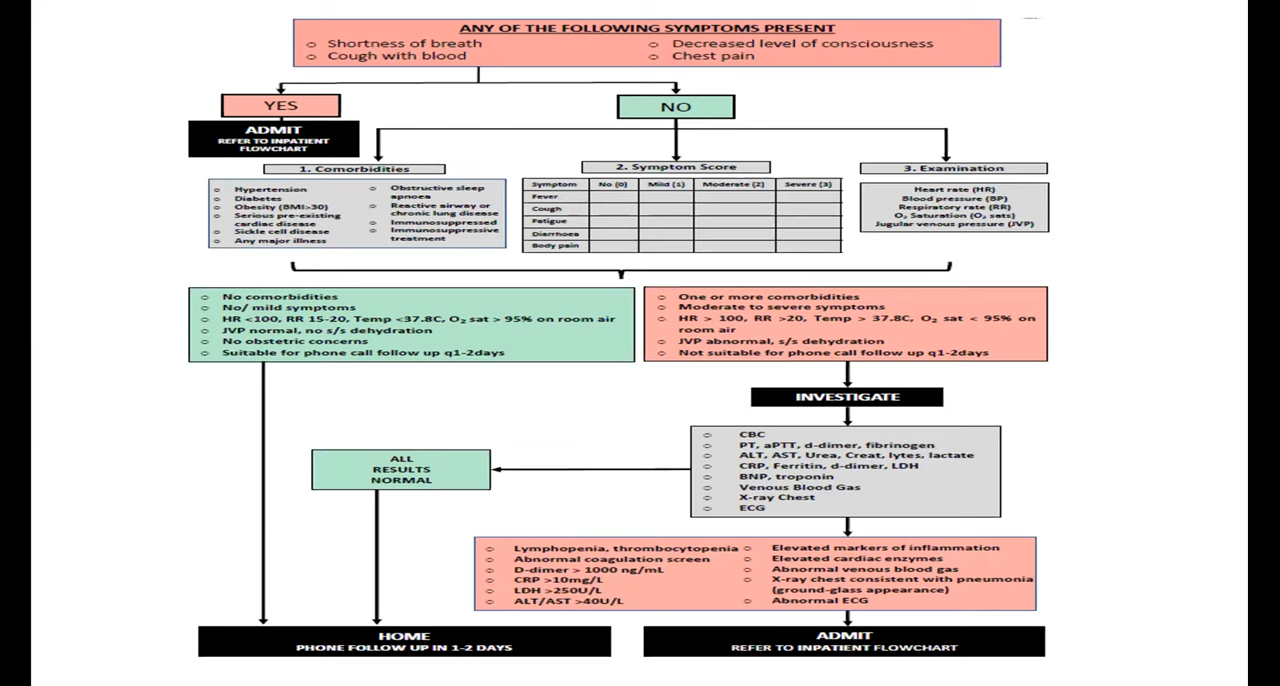 ANY OF THE FOLLOWING SYMPTOMS PRESENT
Shortness of breath
Cough with blood
Decreased level of consciousness
Chest pain
YES
NO
ADMIT
REFER TO INPATIENT
FLOWCHART
1. Comorbidities
Hypertension
Diabetes
Obesity (BMI>30)
Serious pre-existing
cardiac disease
Sickle cell disease
Any major illness
Obstructive sleep
apnoea
Reactive airway or
chronic lung disease
Immunosuppressed
Immunosuppressive
treatment
2. Symptom Score
Symptom No (0) Mild (1) Moderate (2) Severe (3)
Fever
Cough
Fatigue
Diarrhoea
Body pain
3. Examination
Heart rate (HR)
Blood pressure (BP)
Respiratory rate (RR)
O₂ Saturation (O₂ sats)
Jugular venous pressure (JVP)
No comorbidities
No/ mild symptoms
HR <100, RR 15-20, Temp <37.8C, O₂ sat > 95% on room air
JVP normal, no s/s dehydration
No obstetric concerns
Suitable for phone call follow up q1-2days
One or more comorbidities
Moderate to severe symptoms
HR > 100, RR >20, Temp > 37.8C, O₂ sat < 95% on
room air
JVP abnormal, s/s dehydration
Not suitable for phone call follow up q1-2days
INVESTIGATE
CBC
PT, aPTT, d-dimer, fibrinogen
ALT, AST, Urea, Creat, lytes, lactate
CRP, Ferritin, d-dimer, LDH
BNP, troponin
Venous Blood Gas
X-ray Chest
ECG
ALL
RESULTS
NORMAL
Lymphopenia, thrombocytopenia
Abnormal coagulation screen
D-dimer > 1000 ng/mL
CRP >10mg/L
LDH >250U/L
ALT/AST >40U/L
Elevated markers of inflammation
Elevated cardiac enzymes
Abnormal venous blood gas
X-ray chest consistent with pneumonia
(ground-glass appearance)
Abnormal ECG
HOME
PHONE FOLLOW UP IN 1-2 DAYS
ADMIT
REFER TO INPATIENT FLOWCHART